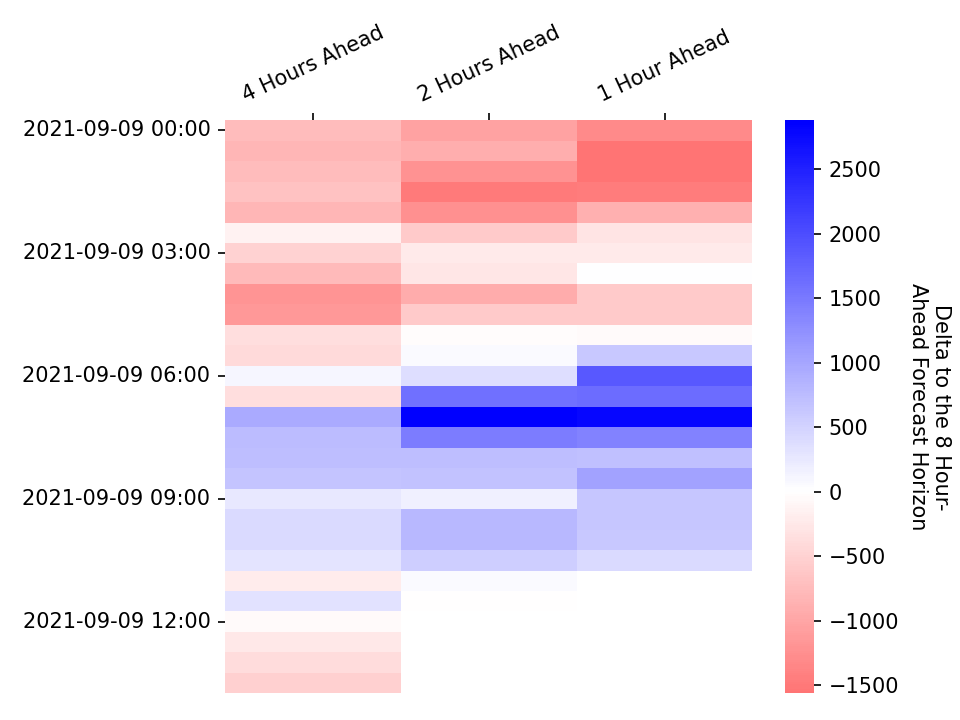 4 Hours Ahead
2 Hours Ahead
1 Hour Ahead
2021-09-09 00:00
2021-09-09 03:00
2021-09-09 06:00
2021-09-09 09:00
2021-09-09 12:00
2500
2000
1500
1000
500
0
−500
−1000
−1500
Delta to the 8 Hour-
Ahead Forecast Horizon